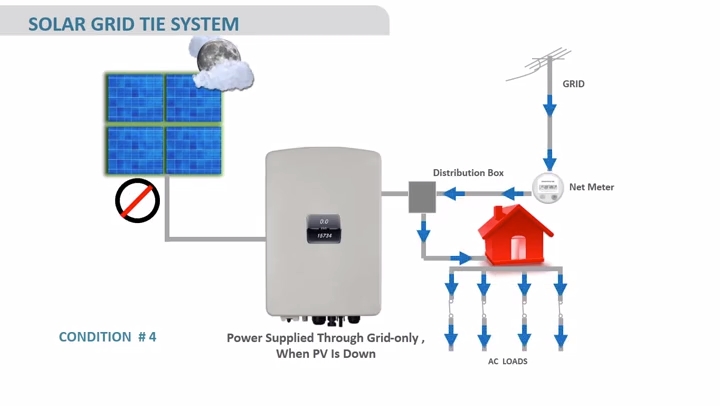 SOLAR GRID TIE SYSTEM
GRID
Distribution Box
Net Meter
0.0
15734
CONDITION # 4
Power Supplied Through Grid-only ,
When PV Is Down
AC LOADS